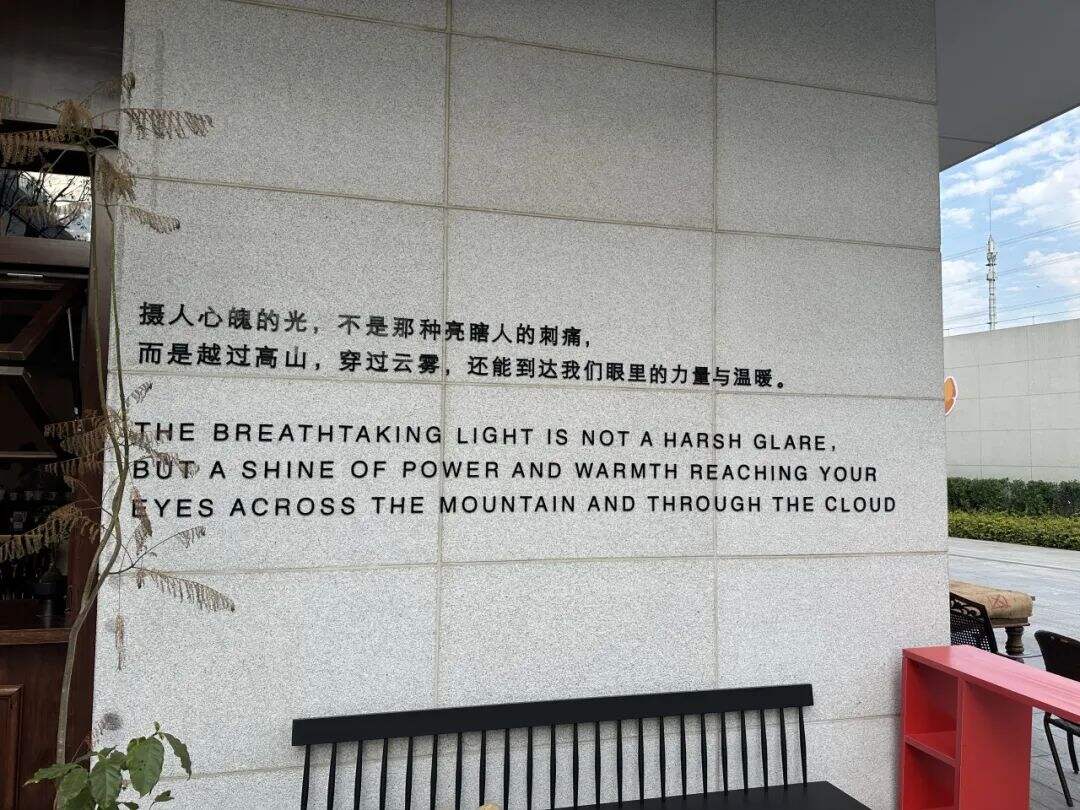 摄人心魄的光，不是那种亮瞎人的刺痛，
而是越过高山，穿过云雾，还能到达我们眼里的力量与温暖。
THE BREATHTAKING LIGHT IS NOT A HARSH GLARE,
BUT A SHINE OF POWER AND WARMTH REACHING YOUR
EYES ACROSS THE MOUNTAIN AND THROUGH THE CLOUD